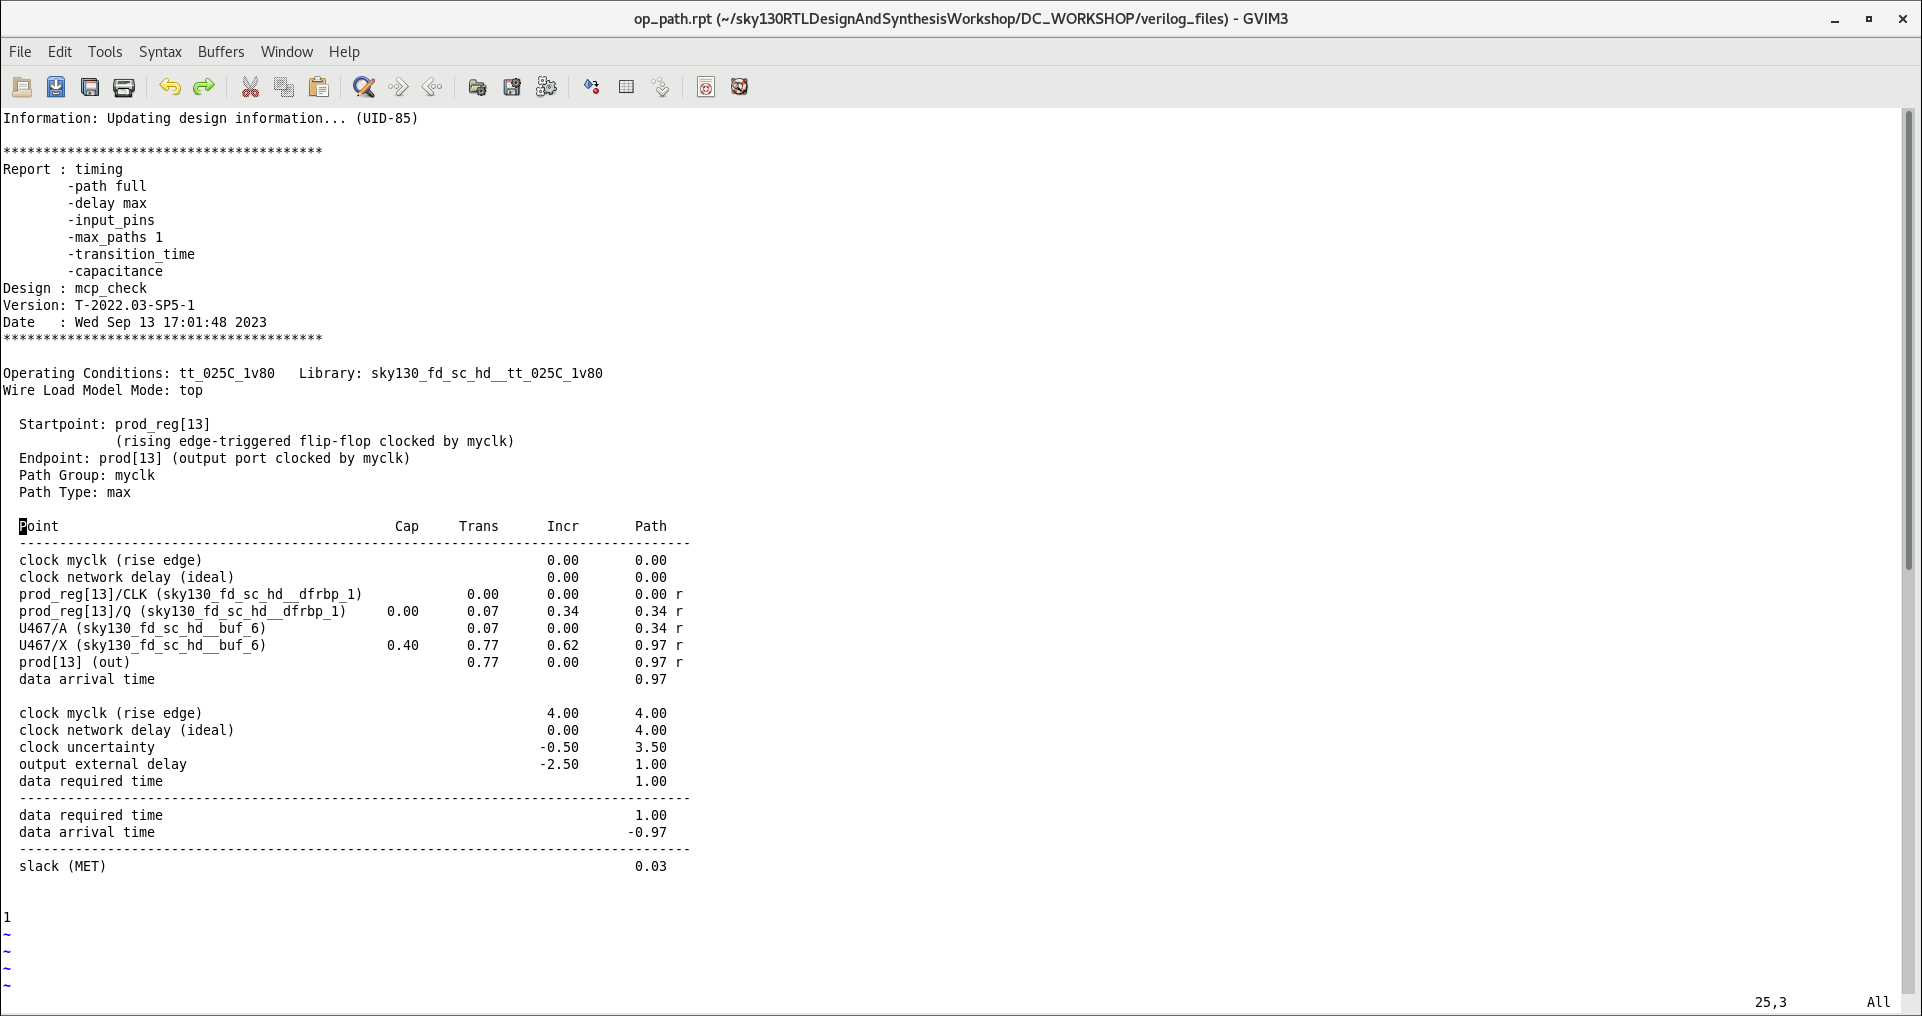 op_path.rpt (~/sky130RTLDesignAndSynthesisWorkshop/DC_WORKSHOP/verilog_files) - GVIM3
File Edit Tools Syntax Buffers Window Help
Information: Updating design information... (UID-85)

****************************************
Report : timing
        -path full
        -delay max
        -input_pins
        -max_paths 1
        -transition_time
        -capacitance
Design : mcp_check
Version: T-2022.03-SP5-1
Date   : Wed Sep 13 17:01:48 2023
****************************************

Operating Conditions: tt_025C_1v80   Library: sky130_fd_sc_hd__tt_025C_1v80
Wire Load Model Mode: top

  Startpoint: prod_reg[13]
              (rising edge-triggered flip-flop clocked by myclk)
  Endpoint: prod[13] (output port clocked by myclk)
  Path Group: myclk
  Path Type: max

  Point                                          Cap     Trans      Incr       Path
  ------------------------------------------------------------------------------------
  clock myclk (rise edge)                                           0.00       0.00
  clock network delay (ideal)                                       0.00       0.00
  prod_reg[13]/CLK (sky130_fd_sc_hd__dfrbp_1)             0.00      0.00       0.00 r
  prod_reg[13]/Q (sky130_fd_sc_hd__dfrbp_1)     0.00      0.07      0.34       0.34 r
  U467/A (sky130_fd_sc_hd__buf_6)                         0.07      0.00       0.34 r
  U467/X (sky130_fd_sc_hd__buf_6)               0.40      0.77      0.62       0.97 r
  prod[13] (out)                                          0.77      0.00       0.97 r
  data arrival time                                                            0.97

  clock myclk (rise edge)                                           4.00       4.00
  clock network delay (ideal)                                       0.00       4.00
  clock uncertainty                                                -0.50       3.50
  output external delay                                            -2.50       1.00
  data required time                                                           1.00
  ------------------------------------------------------------------------------------
  data required time                                                           1.00
  data arrival time                                                           -0.97
  ------------------------------------------------------------------------------------
  slack (MET)                                                                  0.03

1
~
~
~
~
25,3 All